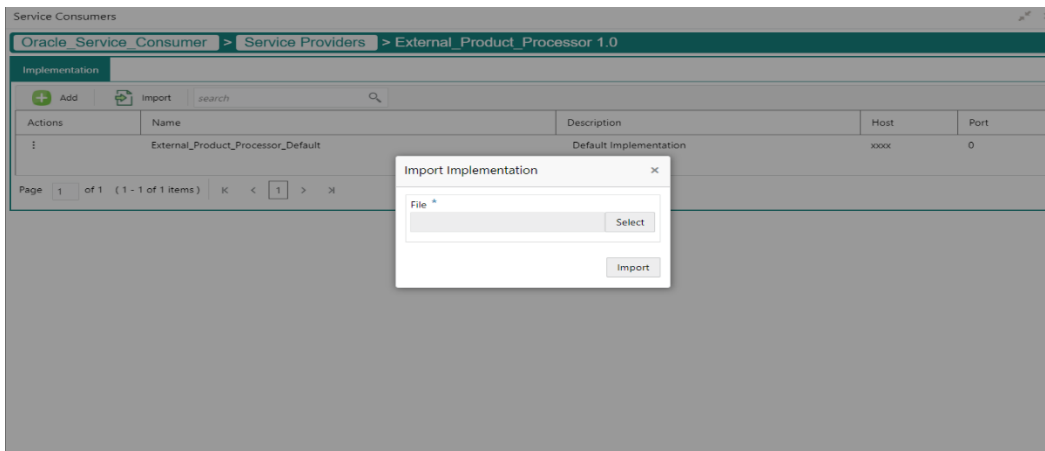 Service Consumers
Oracle_Service_Consumer > Service Providers > External_Product_Processor 1.0
Implementation
Add Import search
Actions Name Description Host Port
External_Product_Processor_Default Default Implementation xxxx 0
Import Implementation ×
Page 1 of 1 (1 - 1 of 1 items) K < 1 > >|
File *
Select
Import